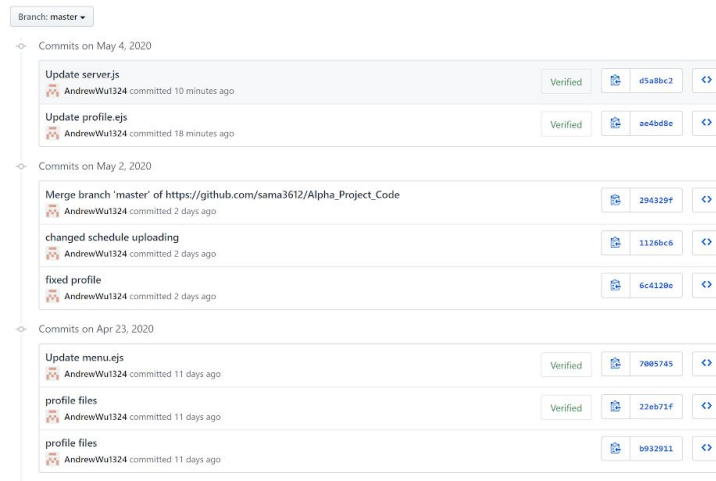 Branch: master
Commits on May 4, 2020
Update server.js
AndrewWu1324 committed 10 minutes ago
Verified
d5a8bc2
Update profile.ejs
AndrewWu1324 committed 18 minutes ago
Verified
ae4bd8e
Commits on May 2, 2020
Merge branch 'master' of https://github.com/sama3612/Alpha_Project_Code
AndrewWu1324 committed 2 days ago
294329f
changed schedule uploading
AndrewWu1324 committed 2 days ago
1126bc6
fixed profile
AndrewWu1324 committed 2 days ago
6c4120e
Commits on Apr 23, 2020
Update menu.ejs
AndrewWu1324 committed 11 days ago
Verified
7005745
profile files
AndrewWu1324 committed 11 days ago
Verified
22eb71f
profile files
AndrewWu1324 committed 11 days ago
b932911